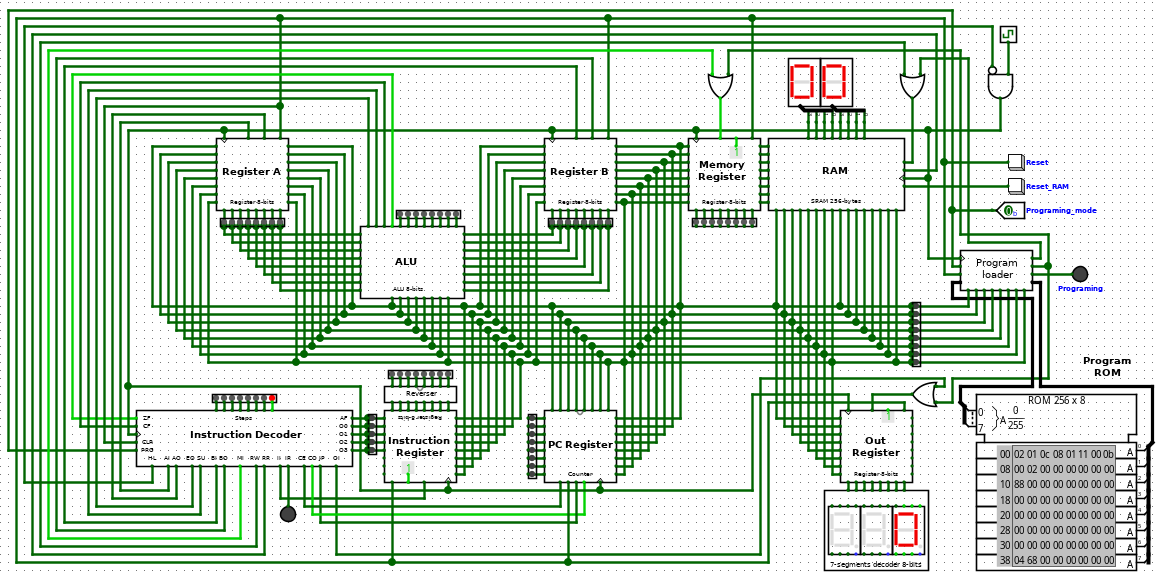 Reset
Reset_RAM
Programing_mode
Register A
Register-8-bits
Register B
Register-8-bits
Memory
Register
Register-8-bits
RAM
SRAM 256-bytes
ALU
ALU 8-bits
Program
loader
Programing
Program
ROM
Reverser
Instruction Decoder
Steps
ZF
CF
CLR
PRG
AF
O0
O1
O2
O3
HL AI AO EO SU BI BO MI RW RR II IR CE CO JP OI
Instruction
Register
PC Register
Counter
Out
Register
Register-8-bits
7-segments decoder 8-bits
ROM 256 x 8
0
7
A
0
255
00 02 01 0c 08 01 11 00 0b A
08 00 02 00 00 00 00 00 00 A
10 88 00 00 00 00 00 00 00 A
18 00 00 00 00 00 00 00 00 A
20 00 00 00 00 00 00 00 00 A
28 00 00 00 00 00 00 00 00 A
30 00 00 00 00 00 00 00 00 A
38 04 68 00 00 00 00 00 00 A